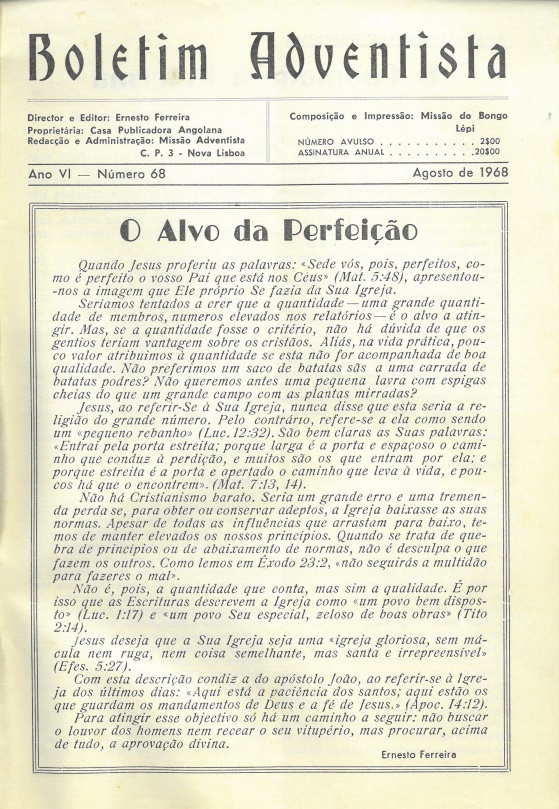 Boletim Adventista
Director e Editor: Ernesto Ferreira
Proprietária: Casa Publicadora Angolana
Redacção e Administração: Missão Adventista
C. P. 3 - Nova Lisboa
Composição e Impressão: Missão do Bongo
Lépi
NÚMERO AVULSO . . . . . . . . . . . 2$00
ASSINATURA ANUAL . . . . . . . . . . 20$00
Ano VI — Número 68
Agosto de 1968
O Alvo da Perfeição
Quando Jesus proferiu as palavras: «Sede vós, pois, perfeitos, co-
mo é perfeito o vosso Pai que está nos Ceus» (Mat. 5:48), apresentou-
-nos a imagem que Ele próprio Se fazia da Sua Igreja.
Seriamos tentados a crer que a quantidade — uma grande quanti-
dade de membros, numeros elevados nos relatórios — é o alvo a atin-
gir. Mas, se a quantidade fosse o critério, não há dúvida de que os
gentios teriam vantagem sobre os cristãos. Aliás, na vida prática, pou-
co valor atribuimos à quantidade se esta não for acompanhada de boa
qualidade. Não preferimos um saco de batatas sãs a uma carrada de
batatas podres? Não queremos antes uma pequena lavra com espigas
cheias do que um grande campo com as plantas mirradas?
Jesus, ao referir-Se à Sua Igreja, nunca disse que esta seria a re-
ligião do grande número. Pelo contrário, refere-se a ela como sendo
um «pequeno rebanho» (Luc. 12:32). São bem claras as Suas palavras:
«Entrai pela porta estreita; porque larga é a porta e espaçoso o cami-
nho que conduz à perdição, e muitos são os que entram por ela; e
porque estreita é a porta e apertado o caminho que leva à vida, e pou-
cos há que o encontrem». (Mat. 7:13, 14).
Não há Cristianismo barato. Seria um grande erro e uma tremen-
da perda se, para obter ou conservar adeptos, a Igreja baixasse as suas
normas. Apesar de todas as influências que arrastam para baixo, te-
mos de manter elevados os nossos princípios. Quando se trata de que-
bra de principios ou de abaixamento de normas, não é desculpa o que
fazem os outros. Como lemos em Êxodo 23:2, «não seguirás a multidão
para fazeres o mal».
Não é, pois, a quantidade que conta, mas sim a qualidade. É por
isso que as Escrituras descrevem a Igreja como «um povo bem dispos-
to» (Luc. 1:17) e «um povo Seu especial, zeloso de boas obras» (Tito
2:14).
Jesus deseja que a Sua Igreja seja uma «igreja gloriosa, sem má-
cula nem ruga, nem coisa semelhante, mas santa e irrepreensível»
(Efes. 5:27).
Com esta descrição condiz a do apóstolo João, ao referir-se à Igre-
ja dos últimos dias: «Aqui está a paciência dos santos; aqui estão os
que guardam os mandamentos de Deus e a fé de Jesus.» (Apoc. 14:12).
Para atingir esse objectivo só há um caminho a seguir: não buscar
o louvor dos homens nem recear o seu vitupério, mas procurar, acima
de tudo, a aprovação divina.
Ernesto Ferreira